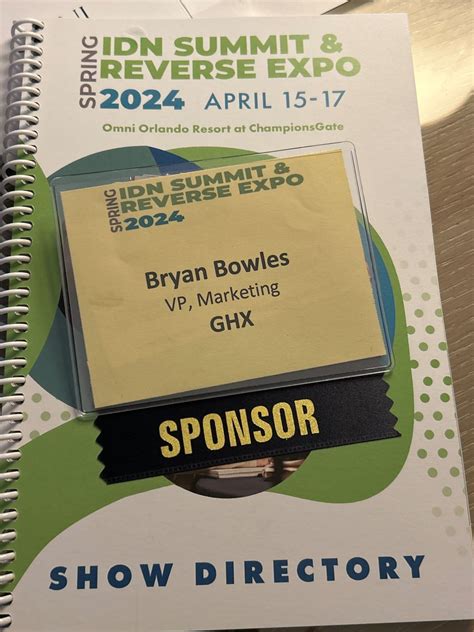 SPRING
IDN SUMMIT &
REVERSE EXPO
2024 APRIL 15-17
Omni Orlando Resort at ChampionsGate
SPRING
IDN SUMMIT &
REVERSE EXPO
2024
Bryan Bowles
VP, Marketing
GHX
SPONSOR
SHOW DIRECTORY